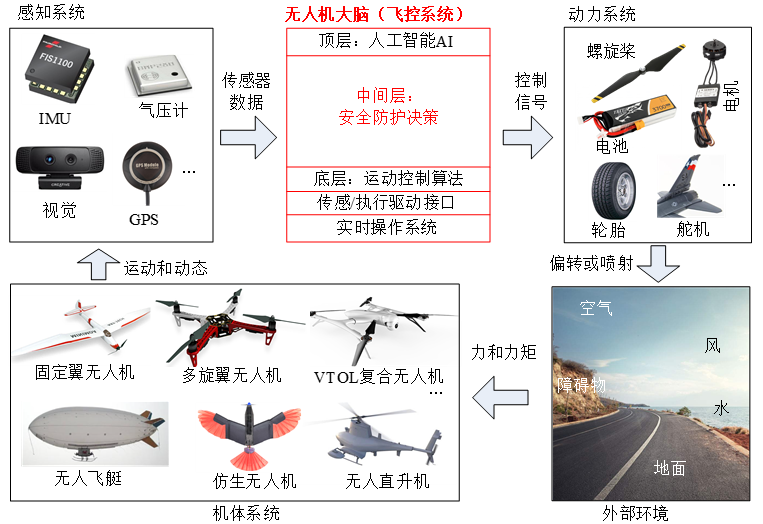 感知系统
FIS1100
IMU
气压计
CREATIVE
视觉
GPS Module
GPS
...
传感器
数据
无人机大脑（飞控系统）
顶层：人工智能AI
中间层：
安全防护决策
底层：运动控制算法
传感/执行驱动接口
实时操作系统
控制
信号
动力系统
螺旋桨
电机
电池
轮胎
舵机
...
偏转或喷射
空气
风
障碍物
水
地面
外部环境
力和力矩
固定翼无人机
多旋翼无人机
VTOL复合无人机
...
无人飞艇
仿生无人机
无人直升机
机体系统
运动和动态